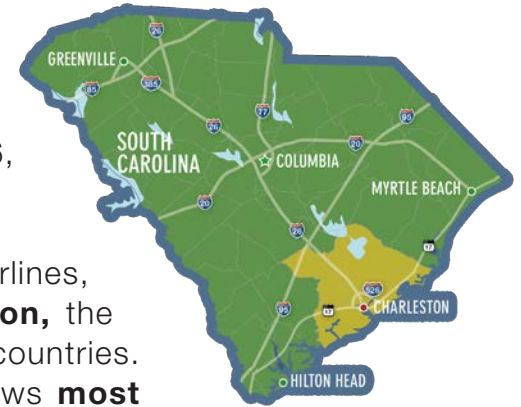 26
GREENVILLE
85
385
77
95
s,
SOUTH
CAROLINA
26
20
COLUMBIA
MYRTLE BEACH
20
26
17
rlines,
526
on, the
95
17
CHARLESTON
countries.
HILTON HEAD
ws most